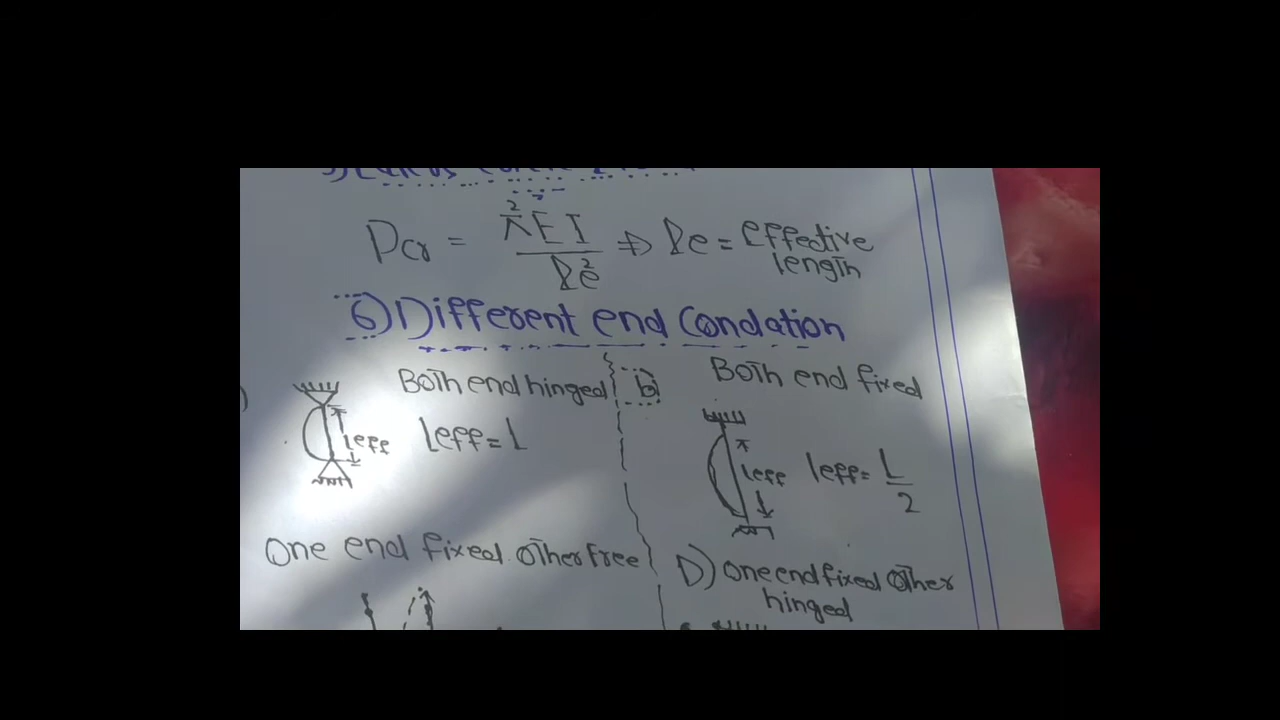 Pcr = π²EI / le² ⇒ le = effective length
6) Different end Condation
Both end hinged
leff
leff = L
b) Both end fixed
leff
leff = L/2
One end fixed other free
D) one end fixed other
hinged